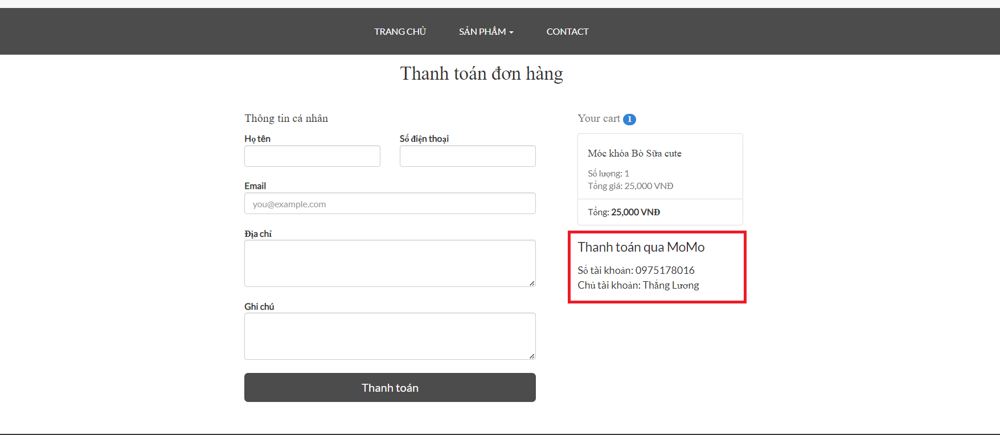 TRANG CHỦ
SẢN PHẨM
CONTACT
Thanh toán đơn hàng
Thông tin cá nhân
Họ tên
Số điện thoại
Email
you@example.com
Địa chỉ
Ghi chú
Thanh toán
Your cart 1
Móc khóa Bò Sữa cute
Số lượng: 1
Tổng giá: 25,000 VNĐ
Tổng: 25,000 VNĐ
Thanh toán qua MoMo
Số tài khoản: 0975178016
Chủ tài khoản: Thắng Lương